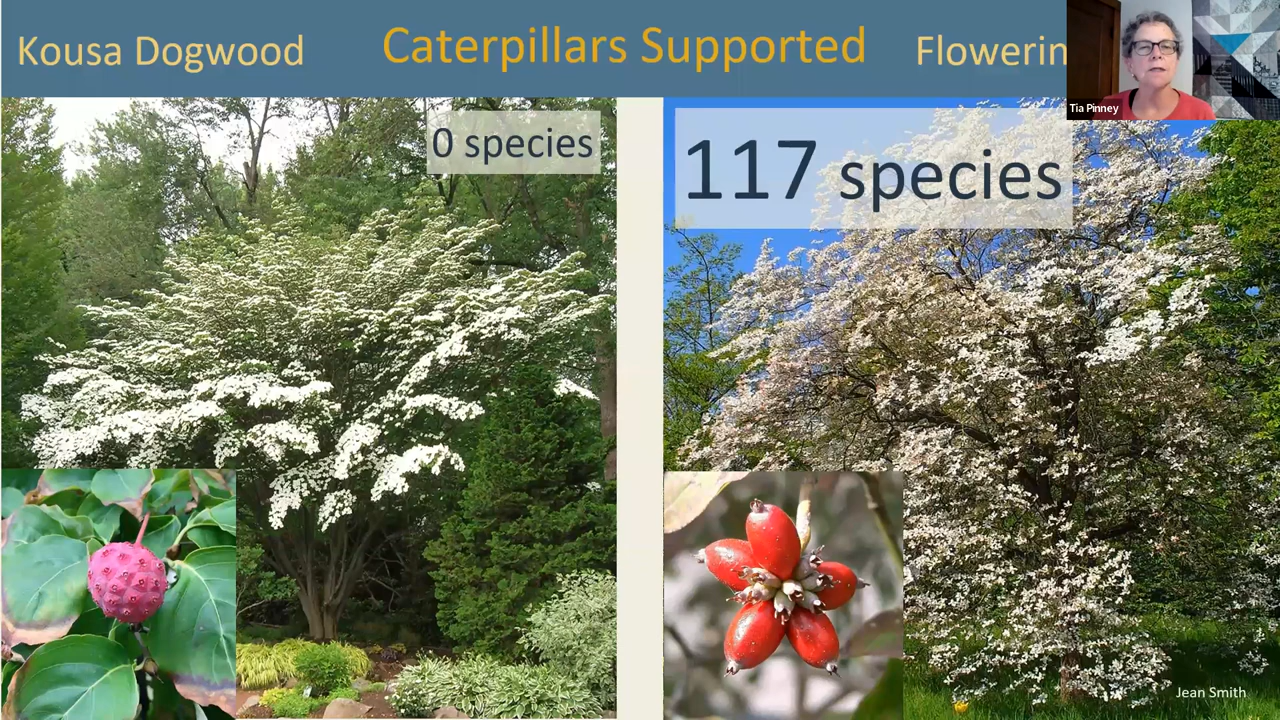 Kousa Dogwood
Caterpillars Supported
Flowerin
Tia Pinney
0 species
117 species
Jean Smith